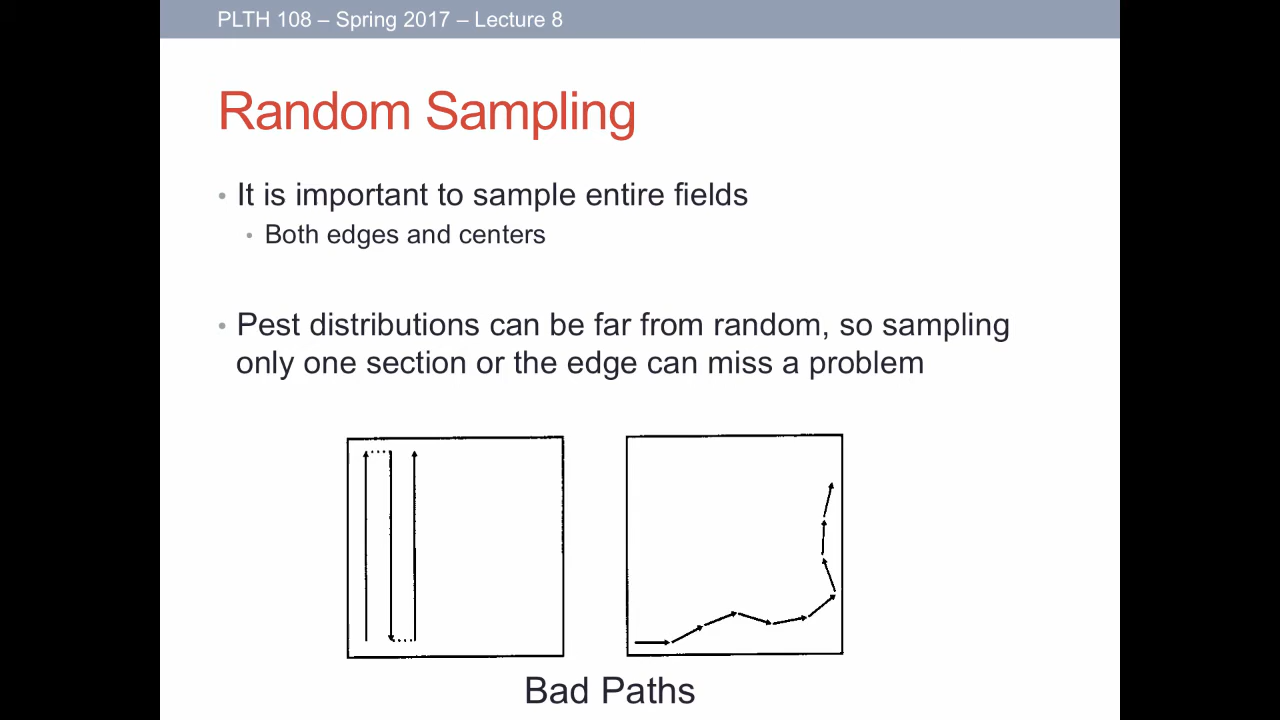 PLTH 108 – Spring 2017 – Lecture 8
Random Sampling
• It is important to sample entire fields
• Both edges and centers
• Pest distributions can be far from random, so sampling
only one section or the edge can miss a problem
Bad Paths